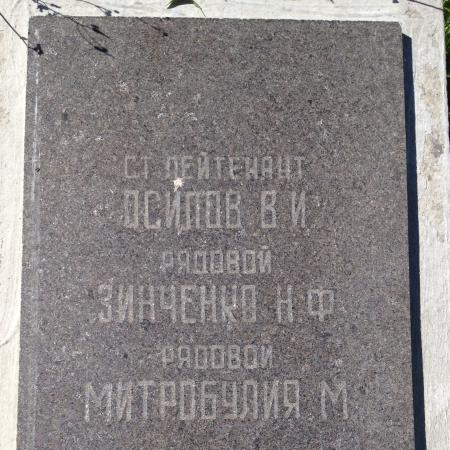 СТ ЛЕЙТЕНАНТ
ОСИПОВ В И
РЯДОВОЙ
ЗИНЧЕНКО Н Ф
РЯДОВОЙ
МИТРОБУЛИЯ М